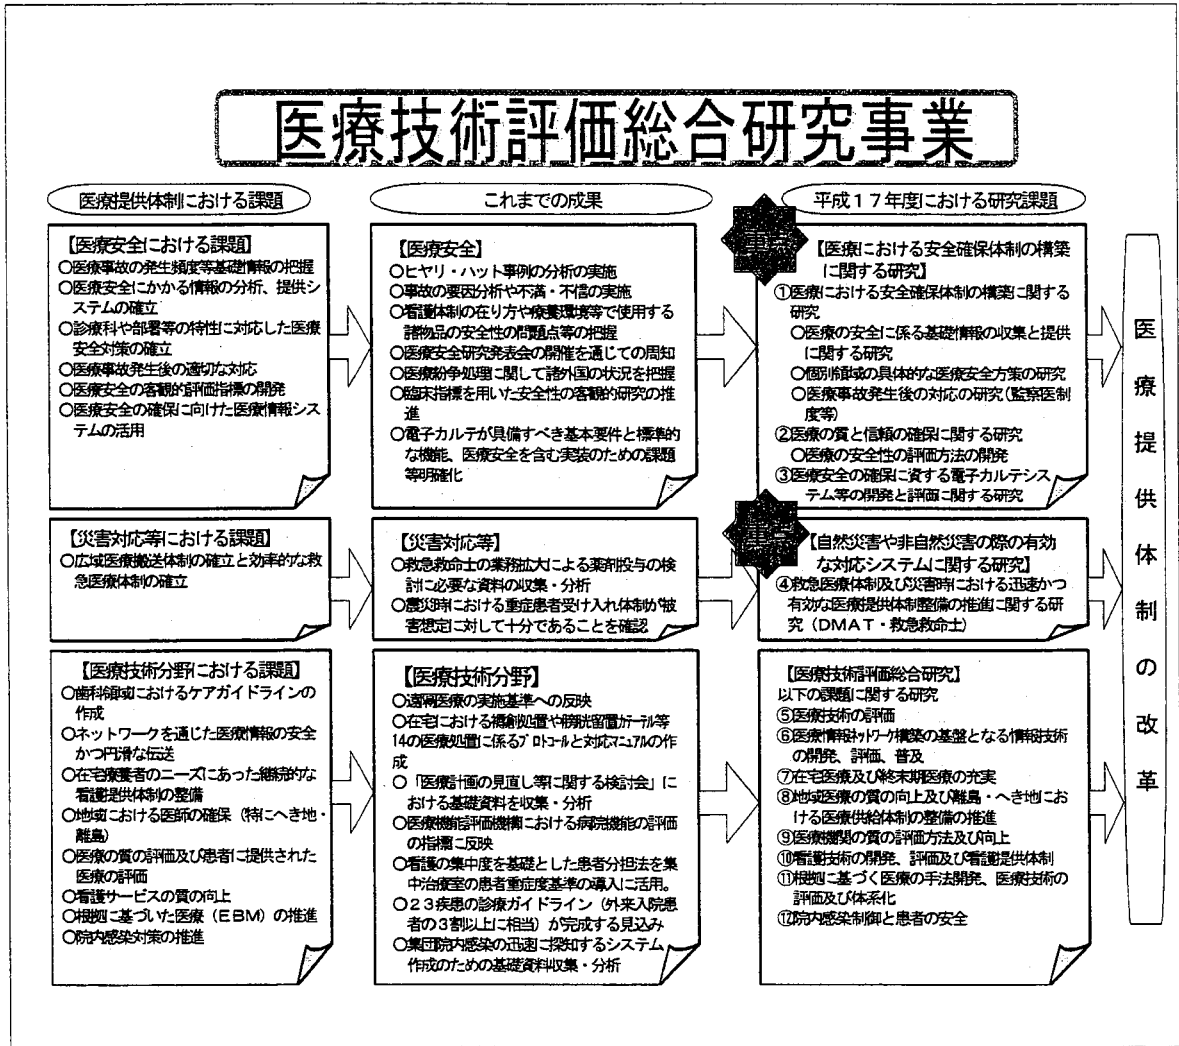 医療技術評価総合研究事業
医療提供体制における課題
これまでの成果
平成17年度における研究課題
【医療安全における課題】
○医療事故の発生頻度等基礎情報の把握
○医療安全にかかる情報の分析、提供シ
ステムの確立
○診療科や部署等の特性に対応した医療
安全対策の確立
○医療事故発生後の適切な対応
○医療安全の客観的評価指標の開発
○医療安全の確保に向けた医療情報シス
テムの活用
【医療安全】
○ヒヤリ・ハット事例の分析の実施
○事故の要因分析や不満・不信の実施
○看護体制の在り方や療養環境等で使用する
諸物品の安全性の問題点等の把握
○医療安全研究発表会の開催を通じての周知
○医療紛争処理に関して諸外国の状況を把握
○臨床指標を用いた安全性の客観的研究の推
進
○電子カルテが具備すべき基本要件と標準的
な機能、医療安全を含む実装のための課題
等明確化
重点
【医療における安全確保体制の構築
に関する研究】
①医療における安全確保体制の構築に関する
研究
○医療の安全に係る基礎情報の収集と提供
に関する研究
○個別領域の具体的な医療安全方策の研究
○医療事故発生後の対応の研究（監察医制
度等）
②医療の質と信頼の確保に関する研究
○医療の安全性の評価方法の開発
③医療安全の確保に資する電子カルテシス
テム等の開発と評価に関する研究
【災害対応等における課題】
○広域医療搬送体制の確立と効率的な救
急医療体制の確立
【災害対応等】
○救急救命士の業務拡大による薬剤投与の検
討に必要な資料の収集・分析
○震災時における重症患者受け入れ体制が被
害想定に対して十分であることを確認
重点
【自然災害や非自然災害の際の有効
な対応システムに関する研究】
④救急医療体制及び災害時における迅速かつ
有効な医療提供体制整備の推進に関する研
究（DMAT・救急救命士）
【医療技術分野における課題】
○歯科領域におけるケアガイドラインの
作成
○ネットワークを通じた医療情報の安全
かつ円滑な伝送
○在宅療養者のニーズにあった継続的な
看護提供体制の整備
○地域における医師の確保（特にへき地・
離島）
○医療の質の評価及び患者に提供された
医療の評価
○看護サービスの質の向上
○根拠に基づいた医療（EBM）の推進
○院内感染対策の推進
【医療技術分野】
○遠隔医療の実施基準への反映
○在宅における褥創処置や膀胱留置カテーテル等
14の医療処置に係るプロトコールと対応マニュアルの作
成
○「医療計画の見直し等に関する検討会」に
おける基礎資料を収集・分析
○医療機能評価機構における病院機能の評価
の指標に反映
○看護の集中度を基礎とした患者分担法を集
中治療室の患者重症度基準の導入に活用。
○23疾患の診療ガイドライン（外来入院患
者の3割以上に相当）が完成する見込み
○集団院内感染の迅速に探知するシステム
作成のための基礎資料収集・分析
【医療技術評価総合研究】
以下の課題に関する研究
⑤医療技術の評価
⑥医療情報ネットワーク構築の基盤となる情報技術
の開発、評価、普及
⑦在宅医療及び終末期医療の充実
⑧地域医療の質の向上及び離島・へき地にお
ける医療供給体制の整備の推進
⑨医療機関の質の評価方法及び向上
⑩看護技術の開発、評価及び看護提供体制
⑪根拠に基づく医療の手法開発、医療技術の
評価及び体系化
⑫院内感染制御と患者の安全
医療提供体制の改革